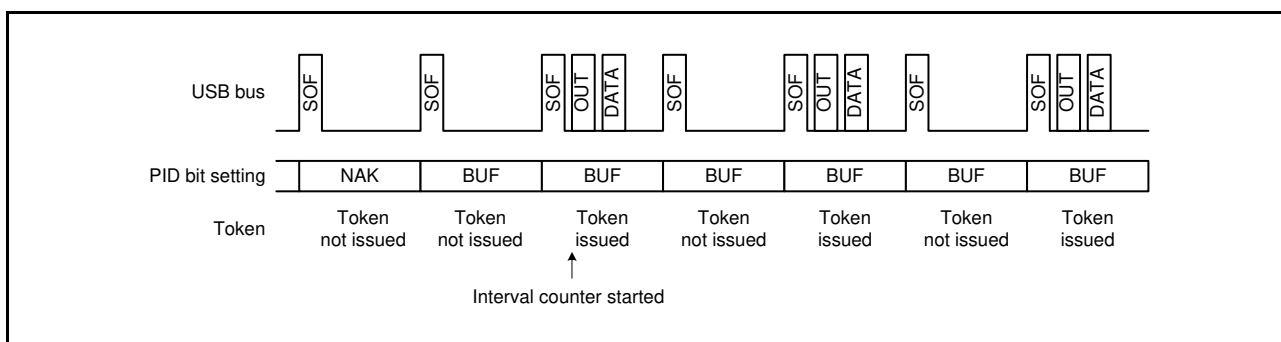 USB bus
SOF
SOF
SOF OUT DATA
SOF
SOF OUT DATA
SOF
SOF OUT DATA
PID bit setting
NAK BUF BUF BUF BUF BUF BUF
Token
Token
not issued
Token
not issued
Token
issued
Token
not issued
Token
issued
Token
not issued
Token
issued
Interval counter started